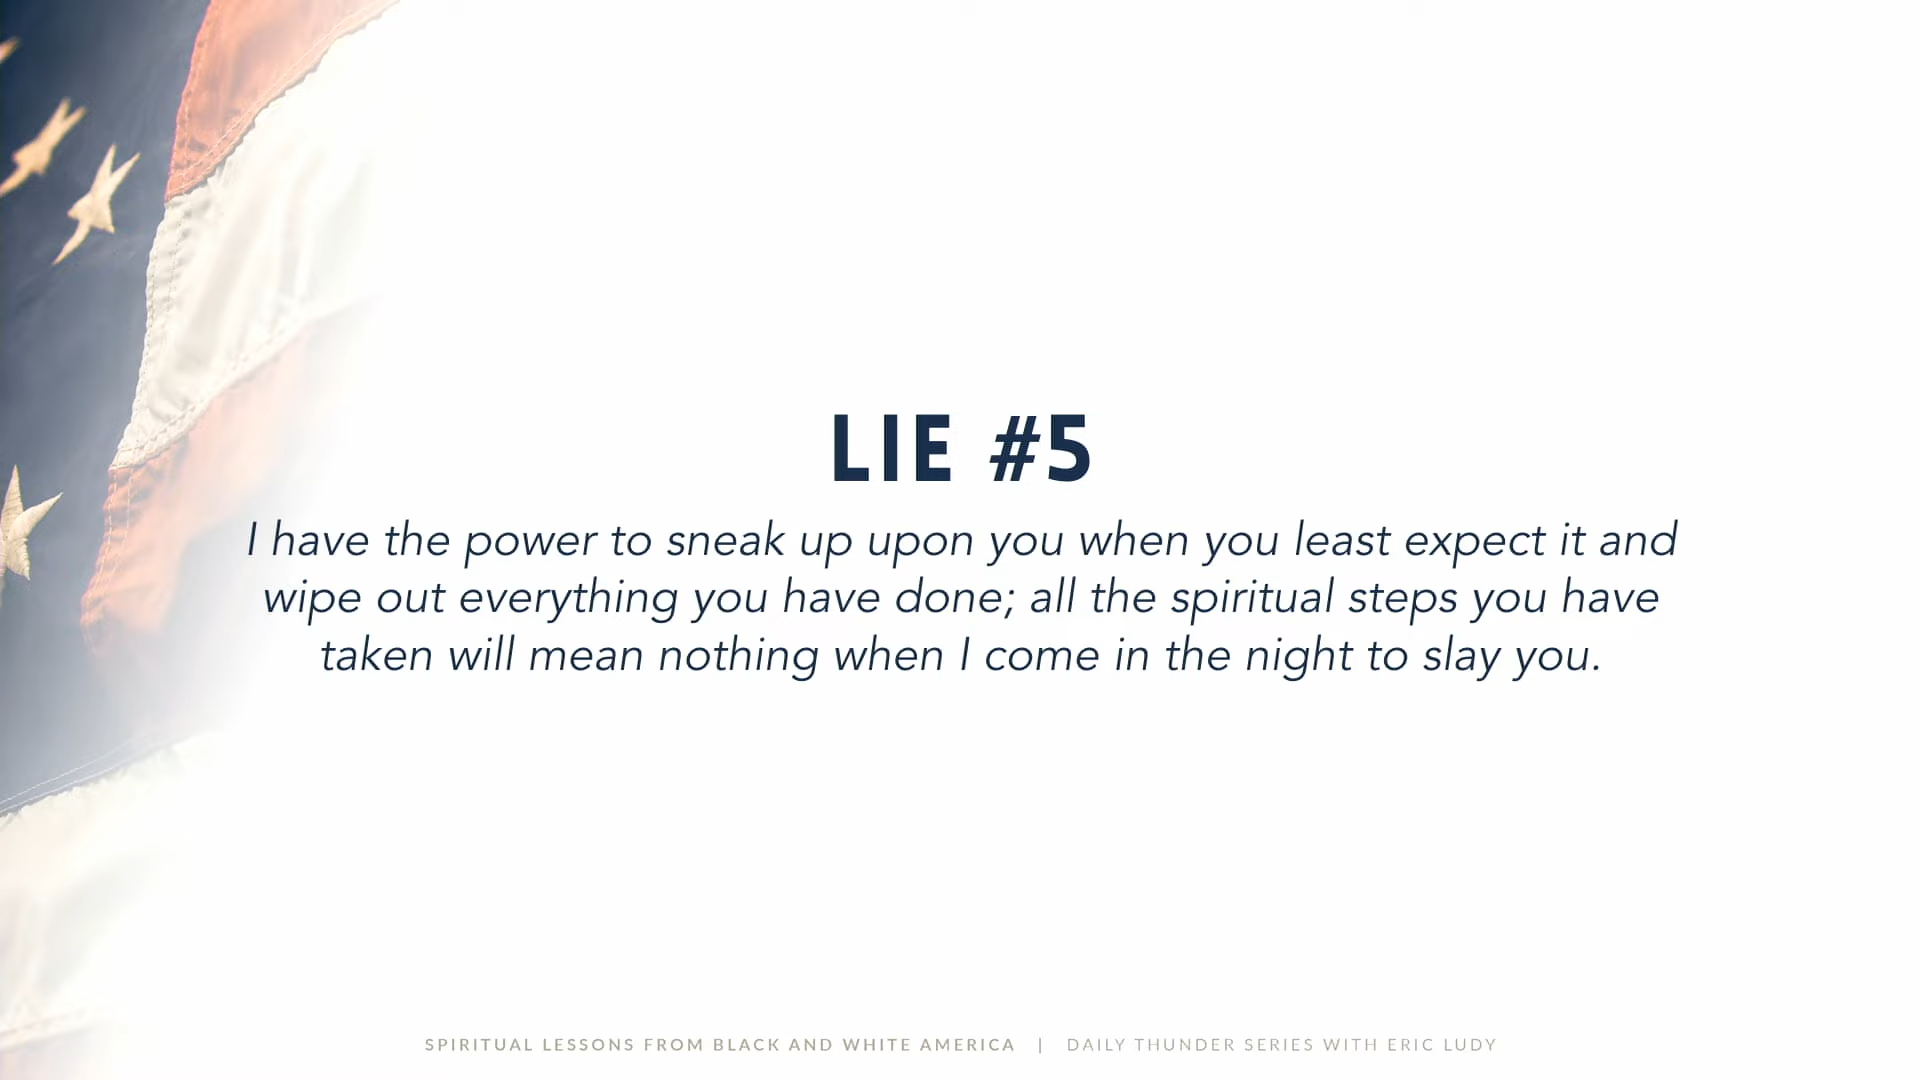 LIE #5
I have the power to sneak up upon you when you least expect it and
wipe out everything you have done; all the spiritual steps you have
taken will mean nothing when I come in the night to slay you.
SPIRITUAL LESSONS FROM BLACK AND WHITE AMERICA | DAILY THUNDER SERIES WITH ERIC LUDY